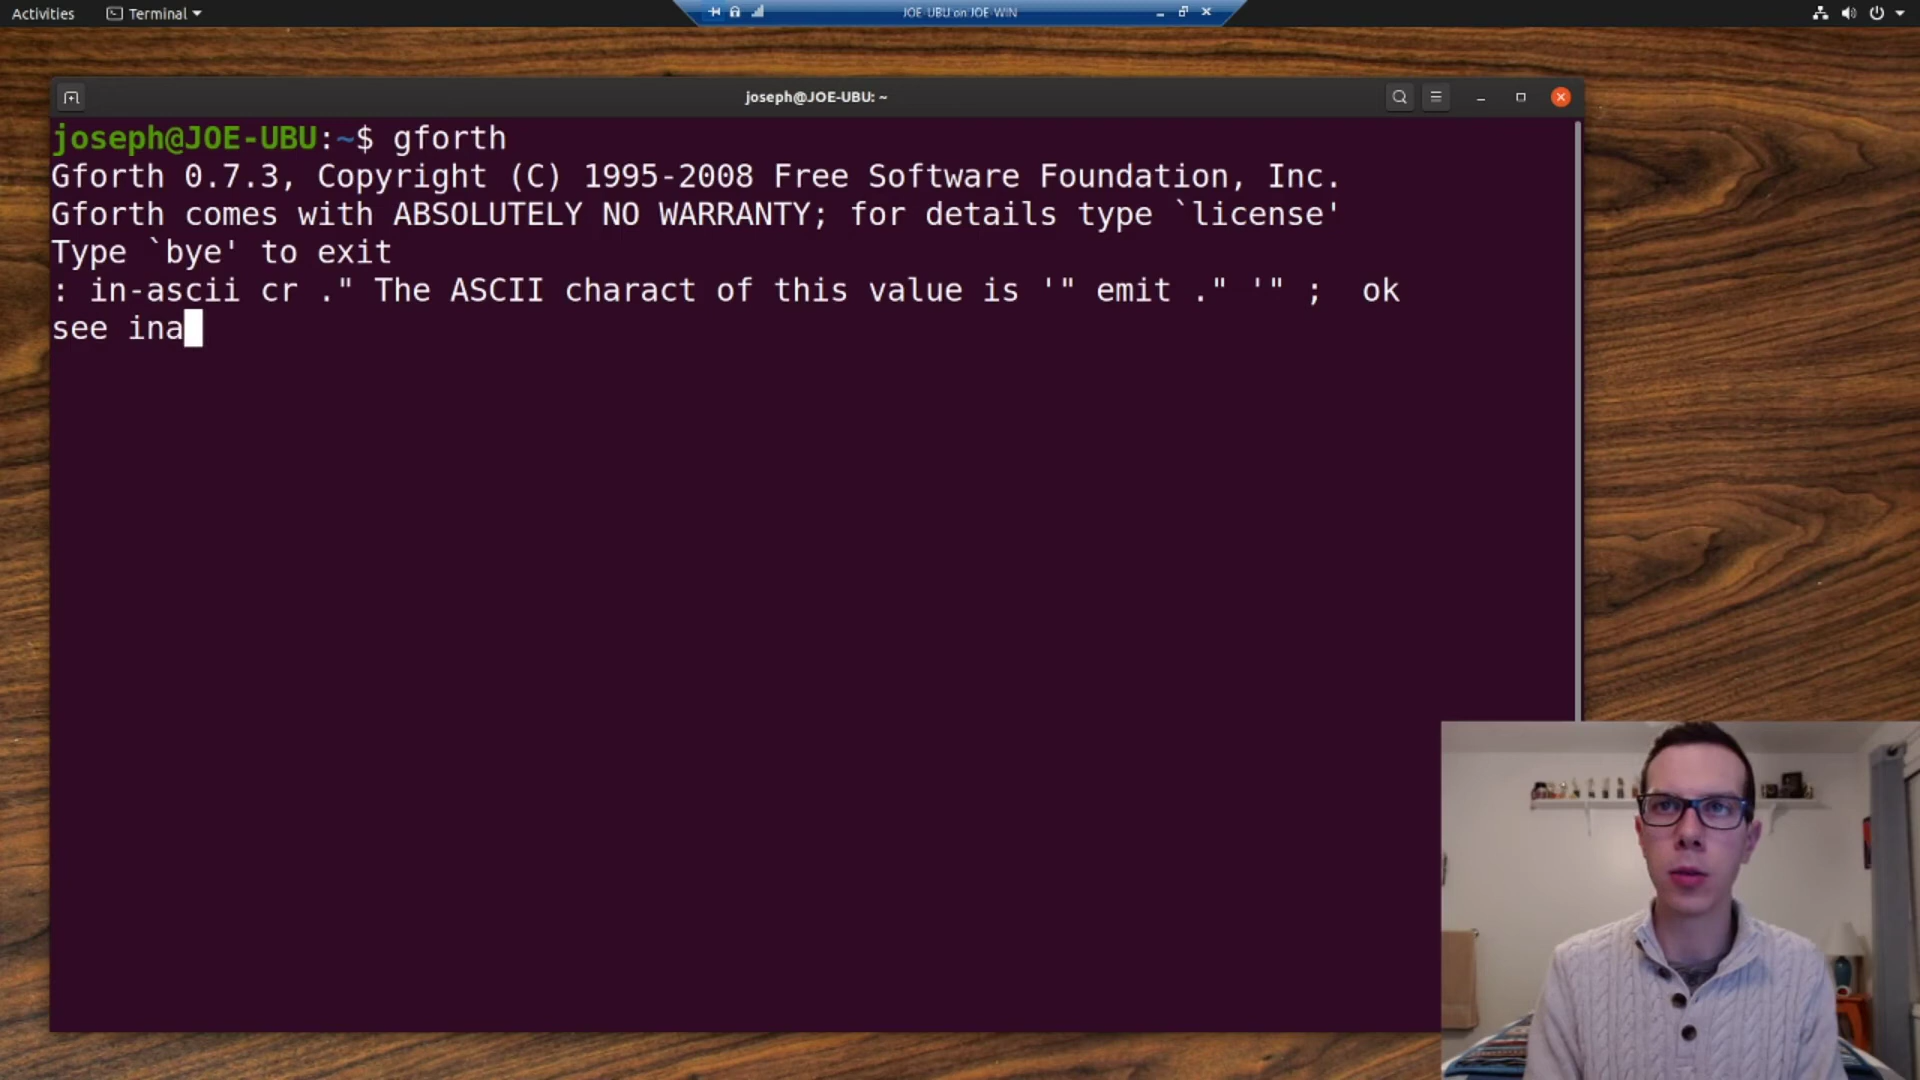 Activities
Terminal
JOE-UBU on JOE-WIN
joseph@JOE-UBU: ~
joseph@JOE-UBU:~$ gforth
Gforth 0.7.3, Copyright (C) 1995-2008 Free Software Foundation, Inc.
Gforth comes with ABSOLUTELY NO WARRANTY; for details type `license'
Type `bye' to exit
: in-ascii cr ." The ASCII charact of this value is '" emit ." '" ;  ok
see ina